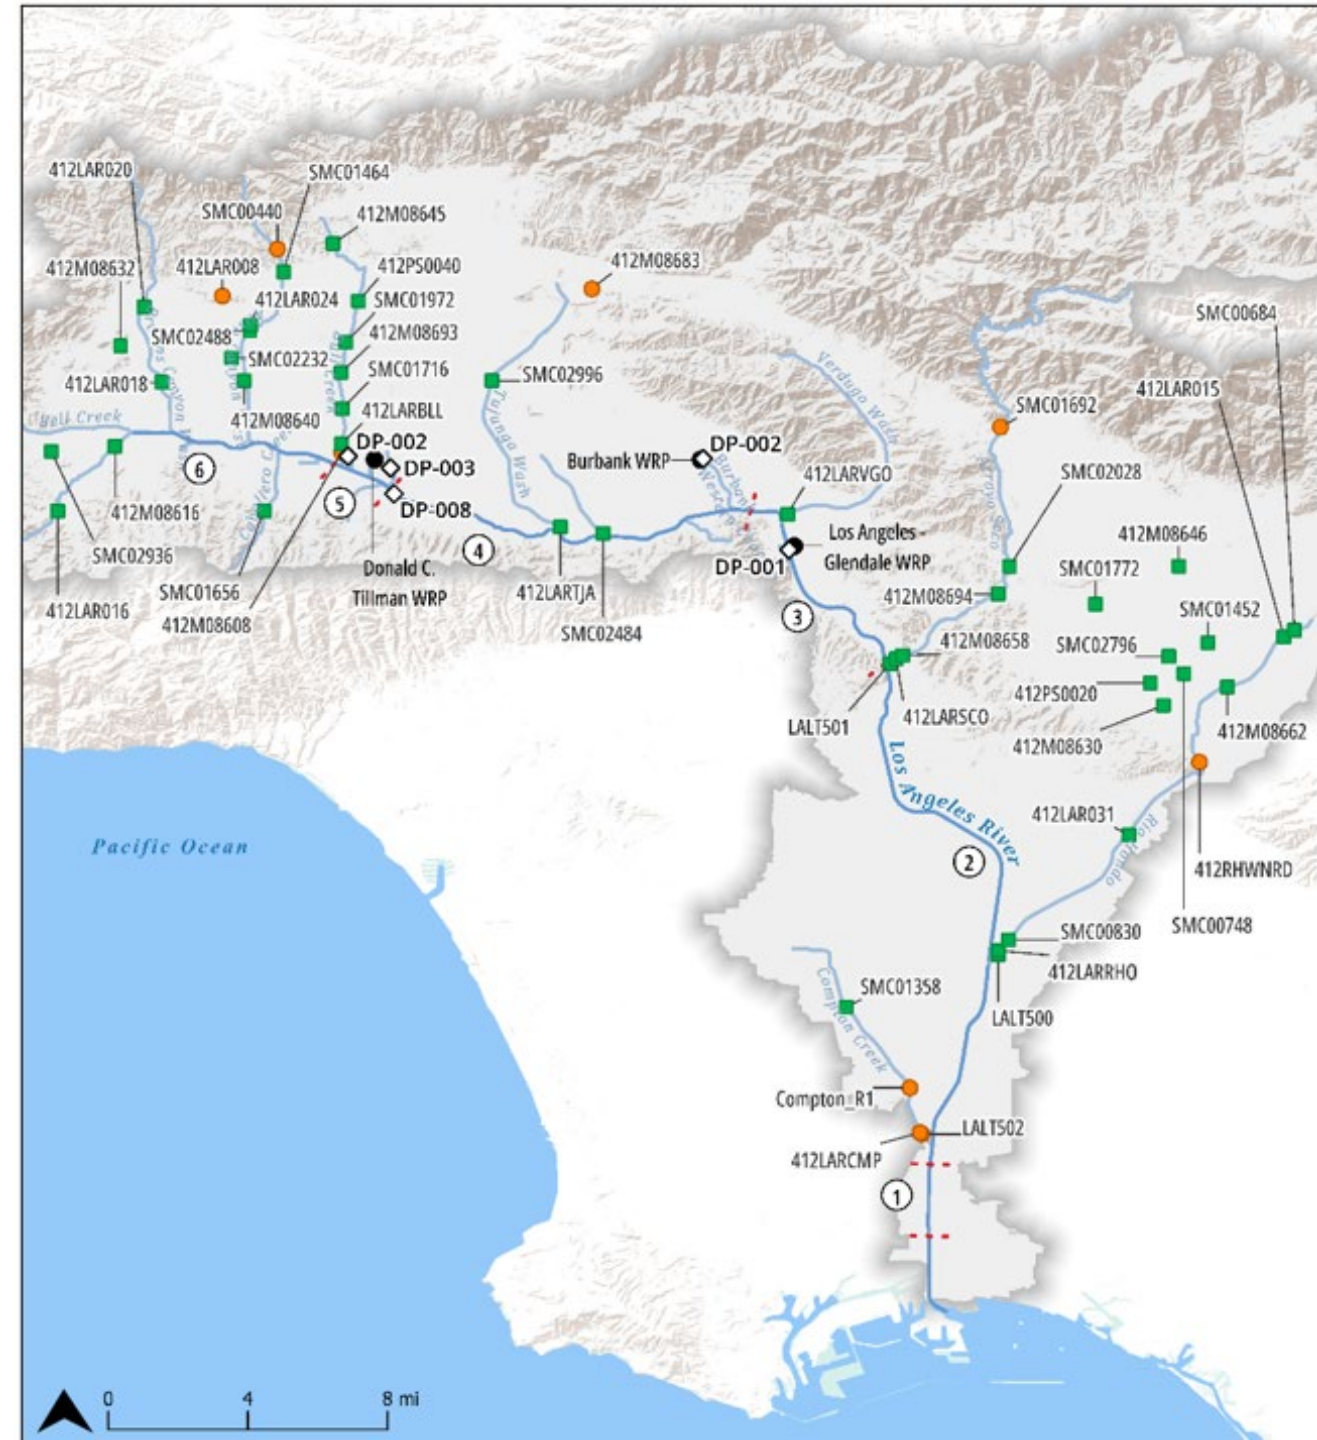 412LAR020
SMC01464
SMC00440
412M08645
412M08632
412LAR008
412PS0040
412M08683
412LAR024
SMC01972
SMC02488
412M08693
SMC00684
SMC02232
SMC01716
412LAR018
SMC02996
Verdugo Wash
412LAR015
412M08640
412LARBLL
Bell Creek
SMC01692
DP-002
DP-002
DP-003
Burbank WRP
6
Tujunga Wash
412LARVGO
SMC02028
5
DP-008
412M08616
Los Angeles -
Glendale WRP
412M08646
SMC02936
4
DP-001
SMC01772
Donald C.
Tillman WRP
SMC01656
412LARTJA
412M08694
SMC01452
412LAR016
412M08608
3
SMC02484
412M08658
SMC02796
412PS0020
LALT501
412LARSCO
412M08630
412M08662
Los Angeles River
412LAR031
Pacific Ocean
2
Rio Hondo
412RHWNRD
SMC00748
SMC00830
412LARRHO
SMC01358
Compton Creek
LALT500
Compton_R1
LALT502
412LARCMP
1
0 4 8 mi